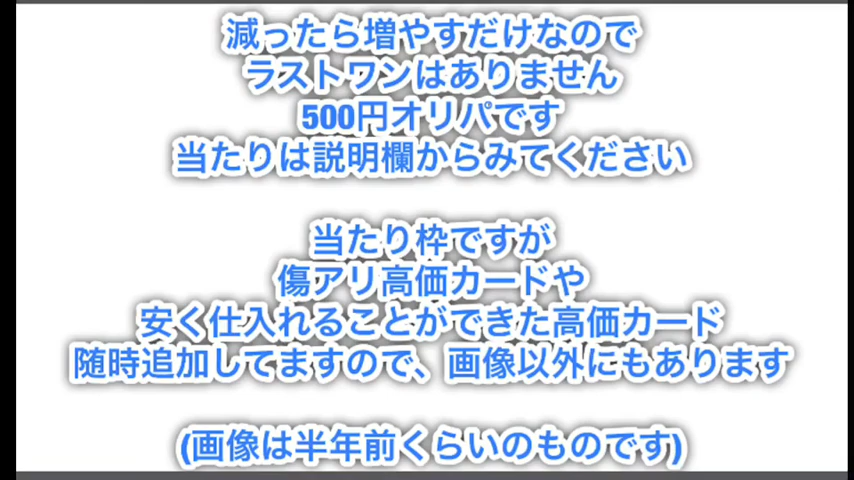 減ったら増やすだけなので
ラストワンはありません
500円オリパです
当たりは説明欄からみてください
当たり枠ですが
傷アリ高価カードや
安く仕入れることができた高価カード
随時追加してますので、画像以外にもあります
(画像は半年前くらいのものです)